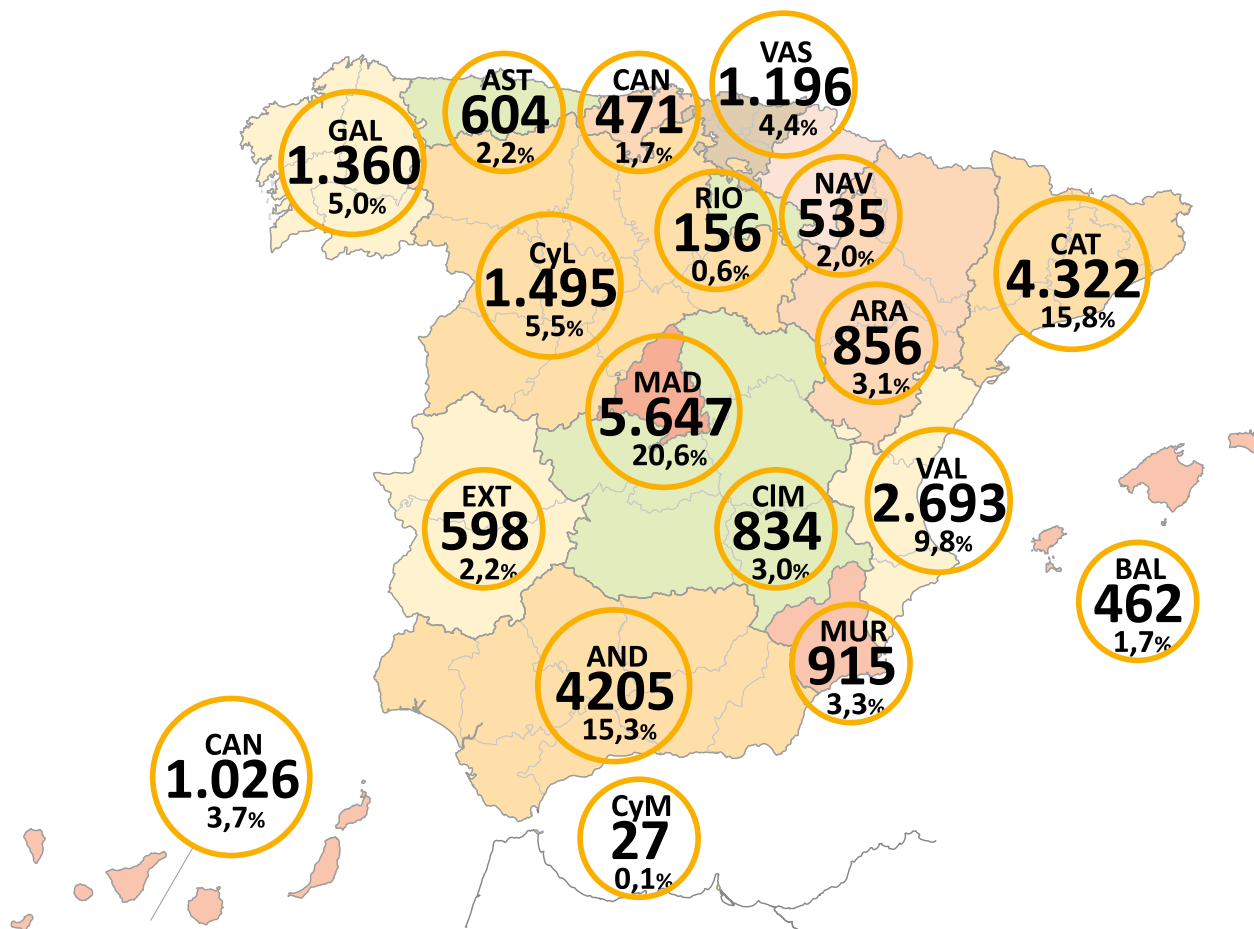 VAS
1.196
4,4%
AST
604
2,2%
CAN
471
1,7%
GAL
1.360
5,0%
RIO
156
0,6%
NAV
535
2,0%
CAT
4.322
15,8%
CyL
1.495
5,5%
ARA
856
3,1%
MAD
5.647
20,6%
VAL
2.693
9,8%
EXT
598
2,2%
ClM
834
3,0%
BAL
462
1,7%
MUR
915
3,3%
AND
4205
15,3%
CAN
1.026
3,7%
CyM
27
0,1%